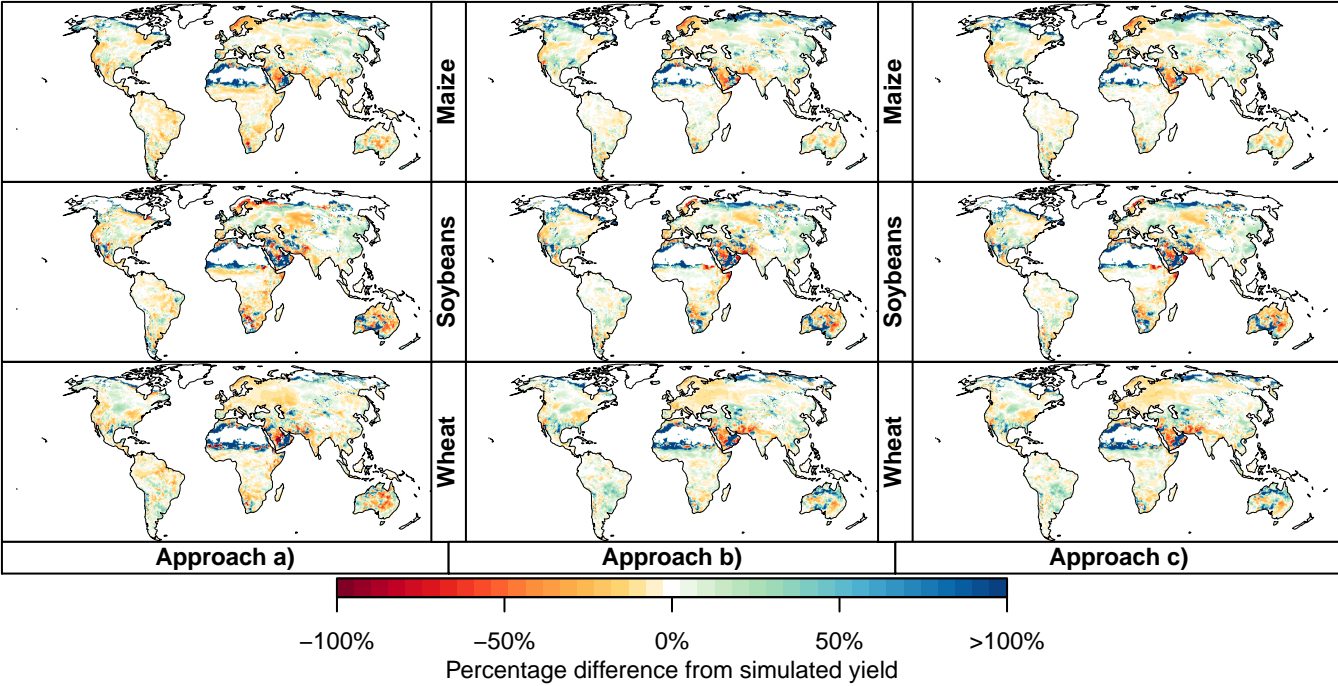 Maize
Maize
Soybeans
Soybeans
Wheat
Wheat
Approach a)
Approach b)
Approach c)
−100%
−50%
0%
50%
>100%
Percentage difference from simulated yield